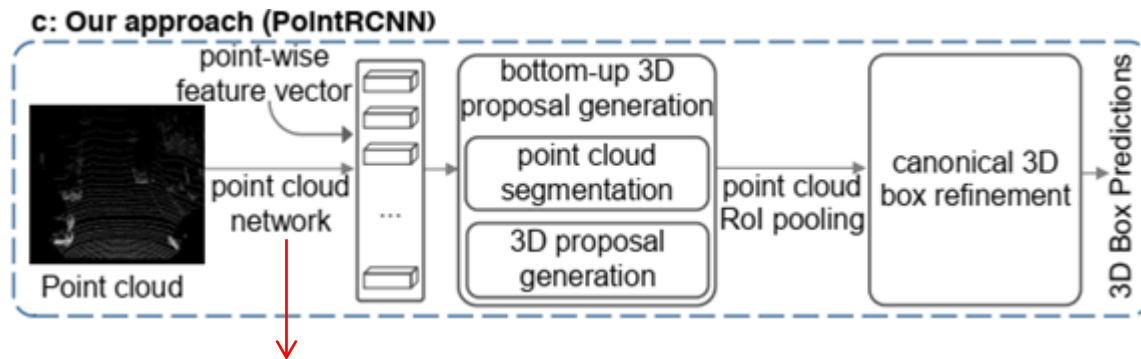 c: Our approach (PointRCNN)
point-wise
feature vector
Point cloud
point cloud
network
...
bottom-up 3D
proposal generation
point cloud
segmentation
3D proposal
generation
point cloud
RoI pooling
canonical 3D
box refinement
3D Box Predictions